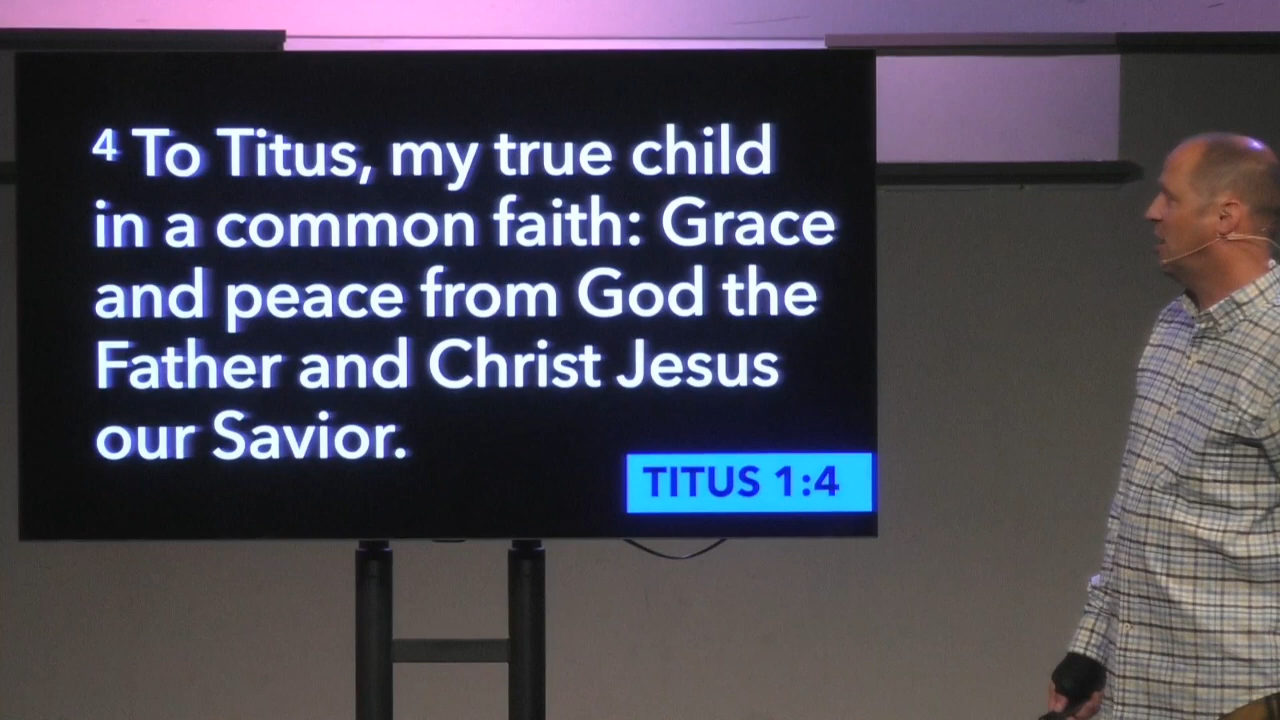 4 To Titus, my true child
in a common faith: Grace
and peace from God the
Father and Christ Jesus
our Savior.
TITUS 1:4